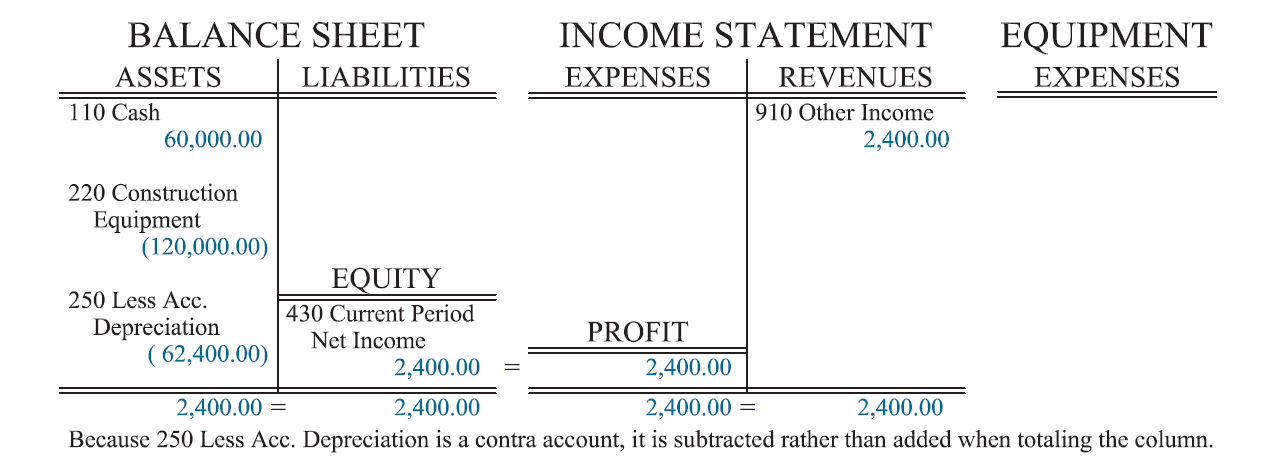 BALANCE SHEET INCOME STATEMENT EQUIPMENT
ASSETS LIABILITIES EXPENSES REVENUES EXPENSES
110 Cash 910 Other Income
60,000.00 2,400.00
220 Construction
Equipment
(120,000.00)
EQUITY
250 Less Acc.
430 Current Period
Depreciation PROFIT
Net Income
( 62,400.00)
2,400.00 = 2,400.00
2,400.00 = 2,400.00 2,400.00 = 2,400.00
Because 250 Less Acc. Depreciation is a contra account, it is subtracted rather than added when totaling the column.